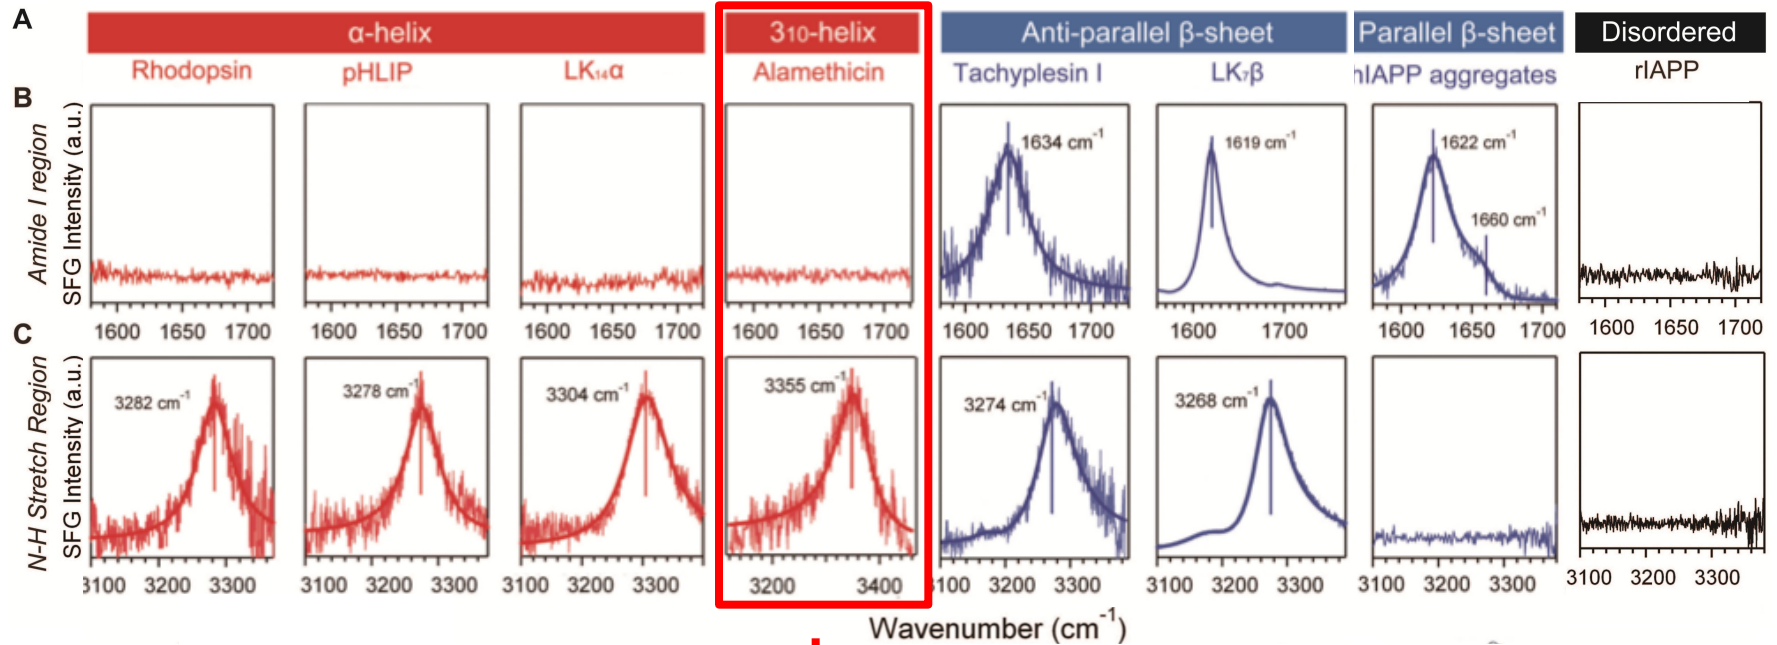 A
α-helix 310-helix Anti-parallel β-sheet Parallel β-sheet Disordered
Rhodopsin pHLIP LK14α Alamethicin Tachyplesin I LK7β hIAPP aggregates rIAPP
B
Amide I region
SFG Intensity (a.u.)
1634 cm-1 1619 cm-1 1622 cm-1
1660 cm-1
1600 1650 1700 1600 1650 1700 1600 1650 1700 1600 1650 1700 1600 1650 1700 1600 1700 1600 1650 1700 1600 1650 1700
C
N-H Stretch Region
SFG Intensity (a.u.)
3282 cm-1 3278 cm-1 3304 cm-1 3355 cm-1 3274 cm-1 3268 cm-1
3100 3200 3300 3100 3200 3300 3100 3200 3300 3200 3400 3100 3200 3300 3100 3200 3300 3100 3200 3300 3100 3200 3300
Wavenumber (cm-1)